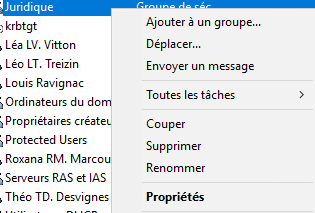 Juridique
Groupe de séc
krbtgt
Léa LV. Vitton
Léo LT. Treizin
Louis Ravignac
Ordinateurs du dom
Propriétaires créateu
Protected Users
Roxana RM. Marcou
Serveurs RAS et IAS
Théo TD. Desvignes
Ajouter à un groupe...
Déplacer...
Envoyer un message
Toutes les tâches
Couper
Supprimer
Renommer
Propriétés